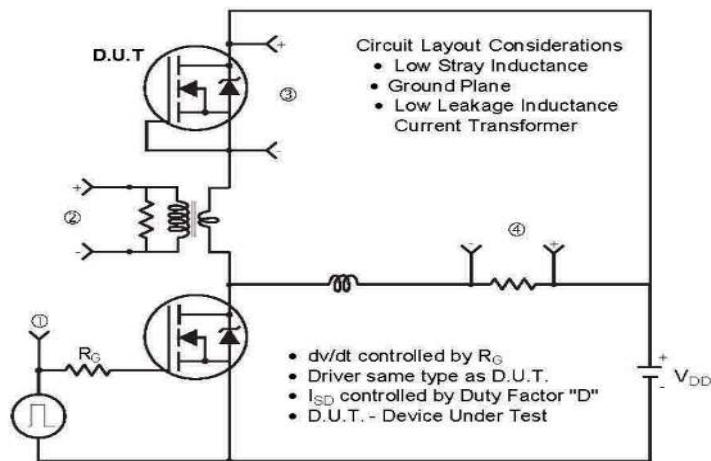 D.U.T
+
③
-
Circuit Layout Considerations
• Low Stray Inductance
• Ground Plane
• Low Leakage Inductance
Current Transformer
+
②
-
-
④
+
①
RG
• dv/dt controlled by RG
• Driver same type as D.U.T.
• ISD controlled by Duty Factor "D"
• D.U.T. - Device Under Test
+
VDD
-